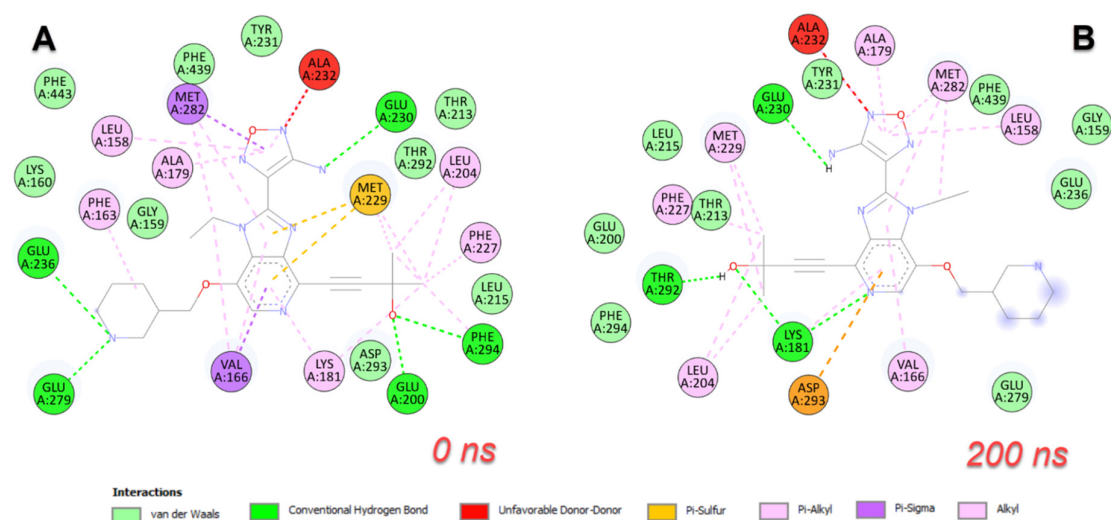 A
TYR
A:231
PHE
A:439
ALA
A:232
PHE
A:443
MET
A:282
GLU
A:230
THR
A:213
LEU
A:158
THR
A:292
LEU
A:204
ALA
A:179
LYS
A:160
MET
A:229
PHE
A:163
GLY
A:159
PHE
A:227
GLU
A:236
LEU
A:215
PHE
A:294
ASP
A:293
VAL
A:166
LYS
A:181
GLU
A:279
GLU
A:200
O
N
N
N
N
N
N
O
O
N
0 ns
B
ALA
A:232
ALA
A:179
TYR
A:231
MET
A:282
GLU
A:230
PHE
A:439
LEU
A:158
GLY
A:159
LEU
A:215
MET
A:229
GLU
A:236
PHE
A:227
THR
A:213
GLU
A:200
THR
A:292
PHE
A:294
LYS
A:181
LEU
A:204
ASP
A:293
VAL
A:166
GLU
A:279
N
O
N
N
H
N
N
H
O
N
O
N
200 ns
Interactions
van der Waals
Conventional Hydrogen Bond
Unfavorable Donor-Donor
Pi-Sulfur
Pi-Alkyl
Pi-Sigma
Alkyl